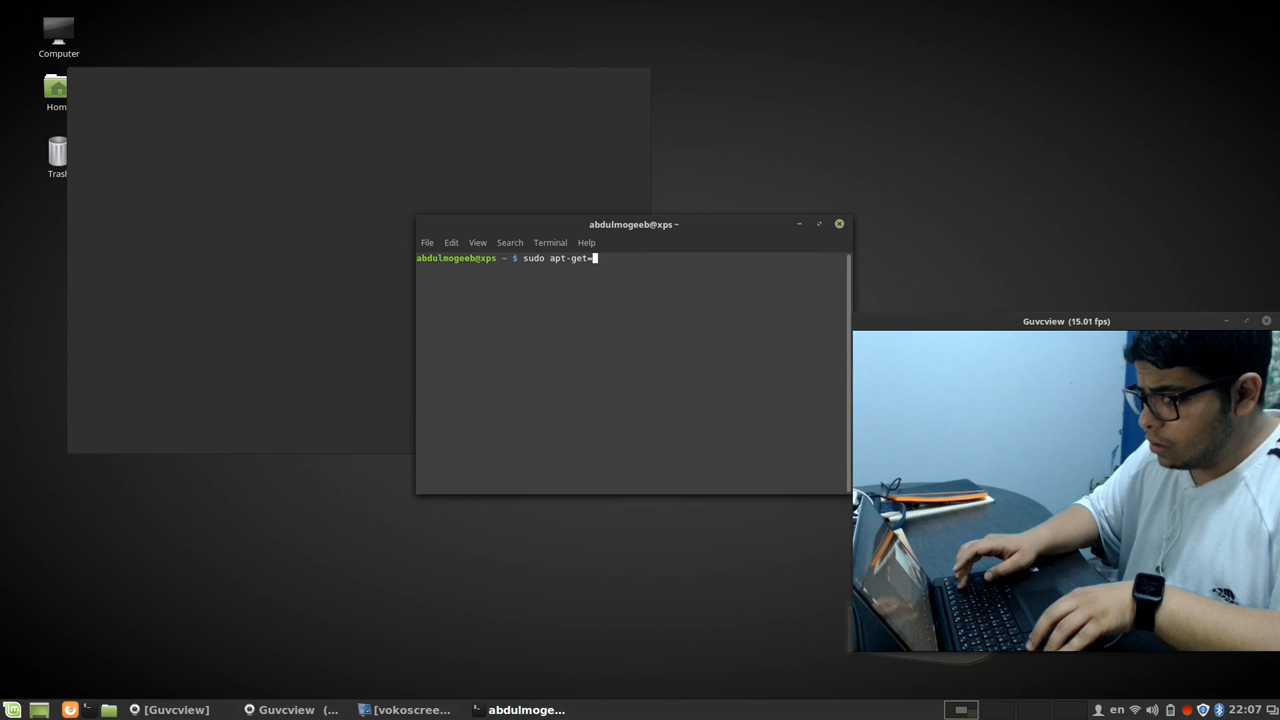 Computer
Hom
Trash
abdulmogeeb@xps ~
File Edit View Search Terminal Help
abdulmogeeb@xps ~ $ sudo apt-get=
Guvcview (15.01 fps)
[Guvcview]
Guvcview (...
[vokoscree...
abdulmoge...
en
22:07